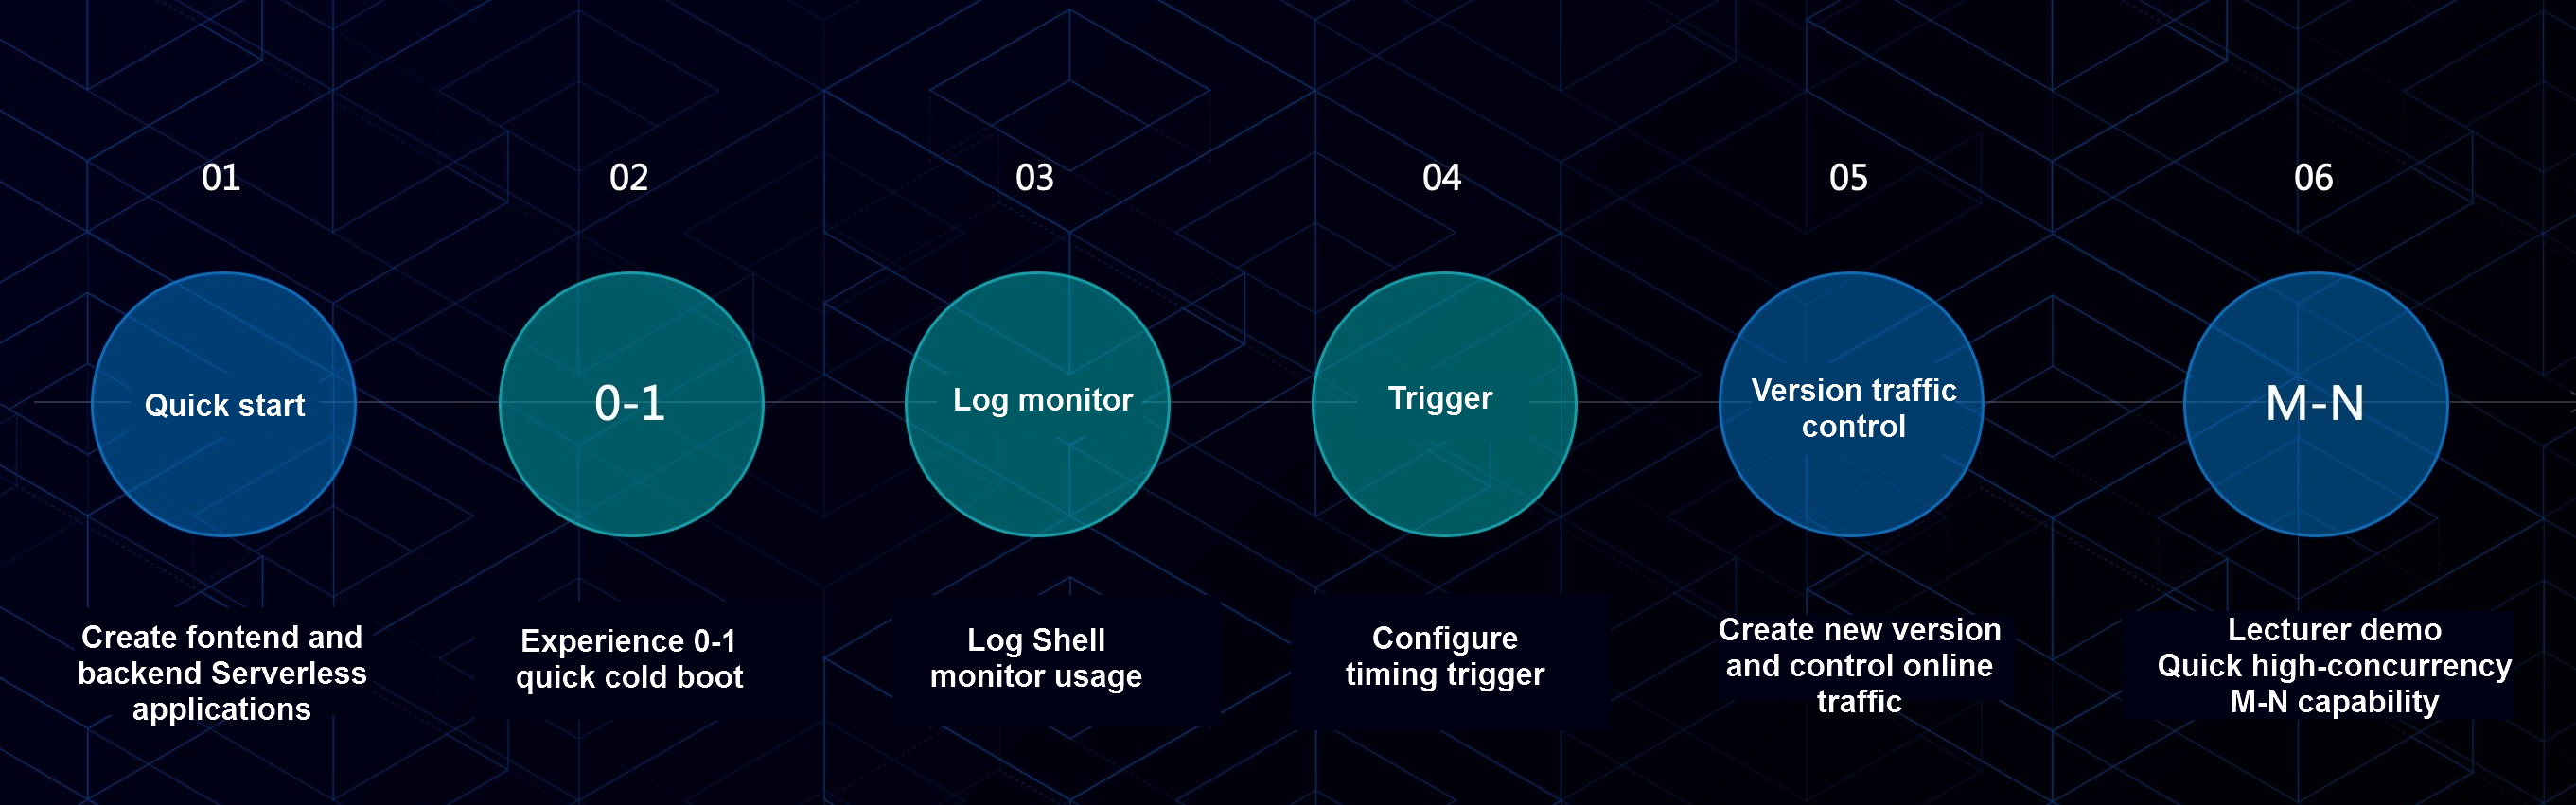 01
Quick start
Create fontend and
backend Serverless
applications
02
0-1
Experience 0-1
quick cold boot
03
Log monitor
Log Shell
monitor usage
04
Trigger
Configure
timing trigger
05
Version traffic
control
Create new version
and control online
traffic
06
M-N
Lecturer demo
Quick high-concurrency
M-N capability